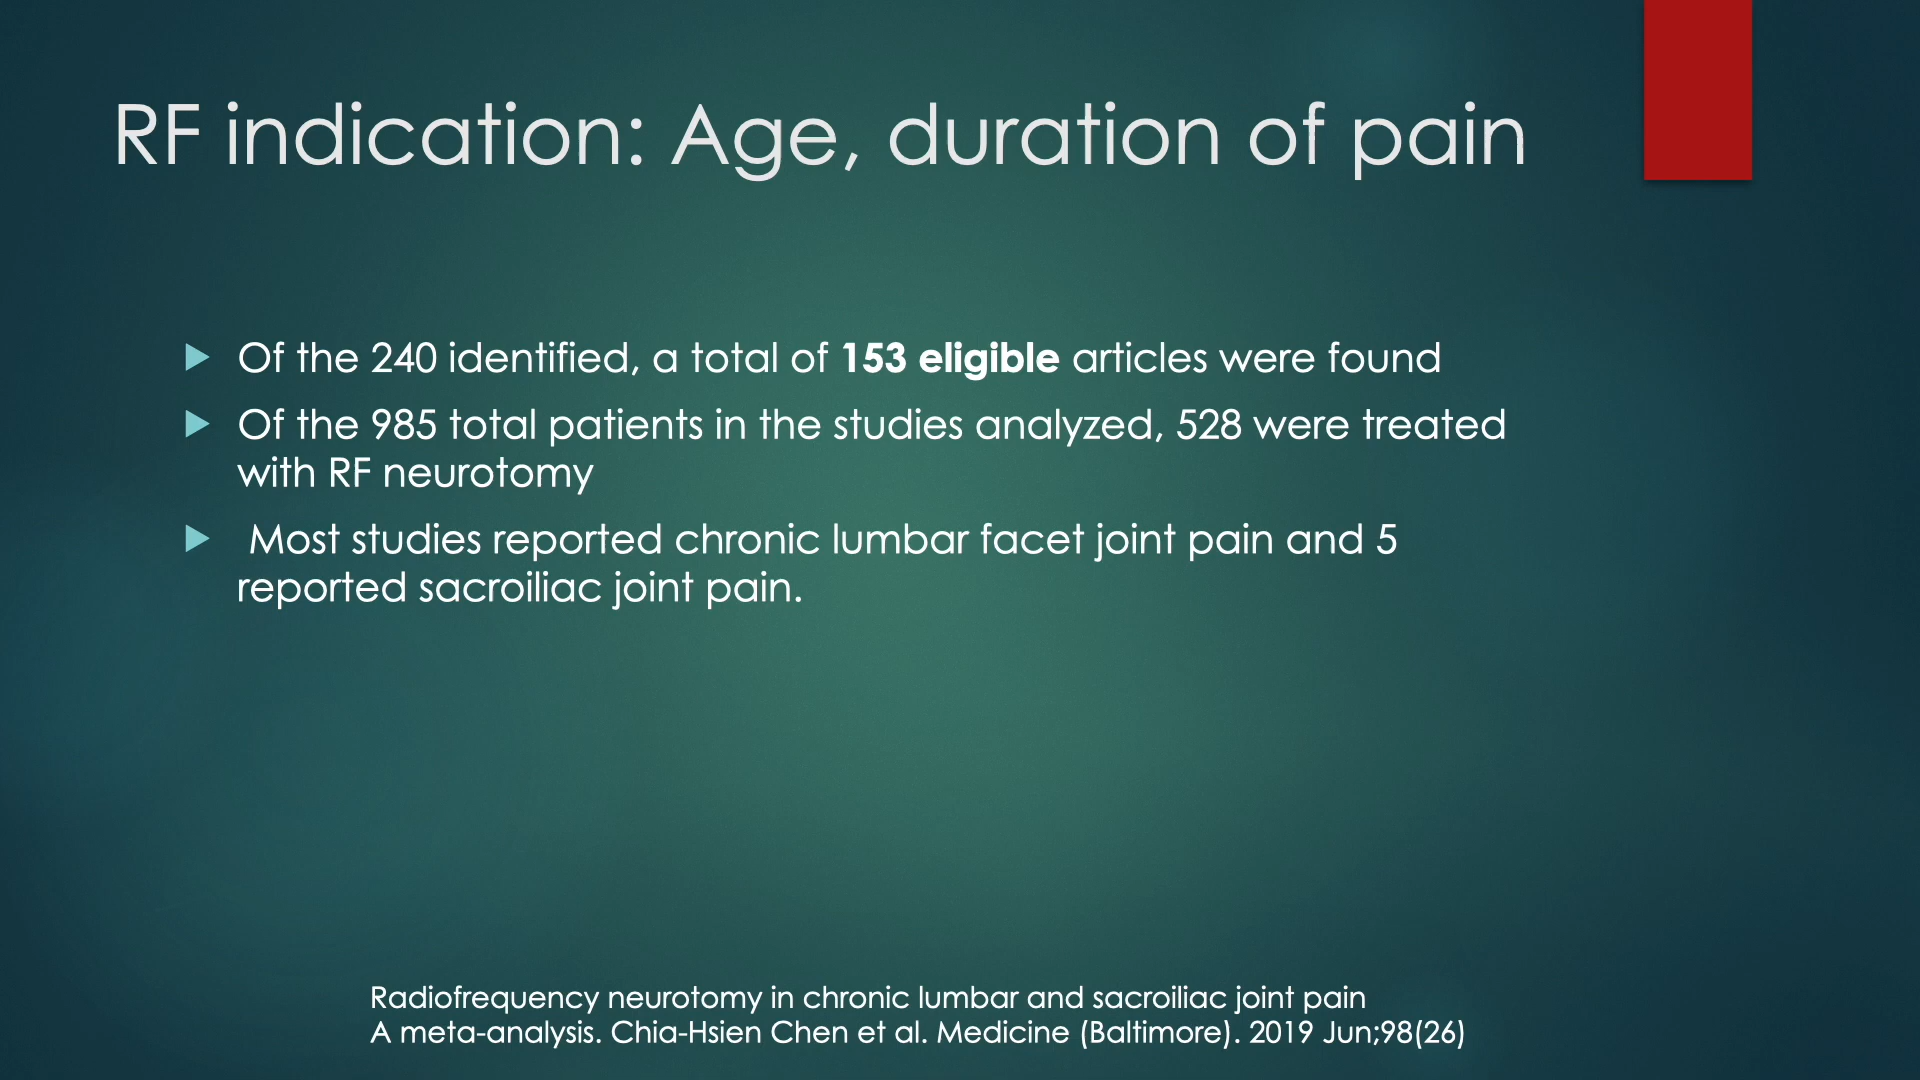 RF indication: Age, duration of pain
Of the 240 identified, a total of 153 eligible articles were found
Of the 985 total patients in the studies analyzed, 528 were treated
with RF neurotomy
Most studies reported chronic lumbar facet joint pain and 5
reported sacroiliac joint pain.
Radiofrequency neurotomy in chronic lumbar and sacroiliac joint pain
A meta-analysis. Chia-Hsien Chen et al. Medicine (Baltimore). 2019 Jun;98(26)